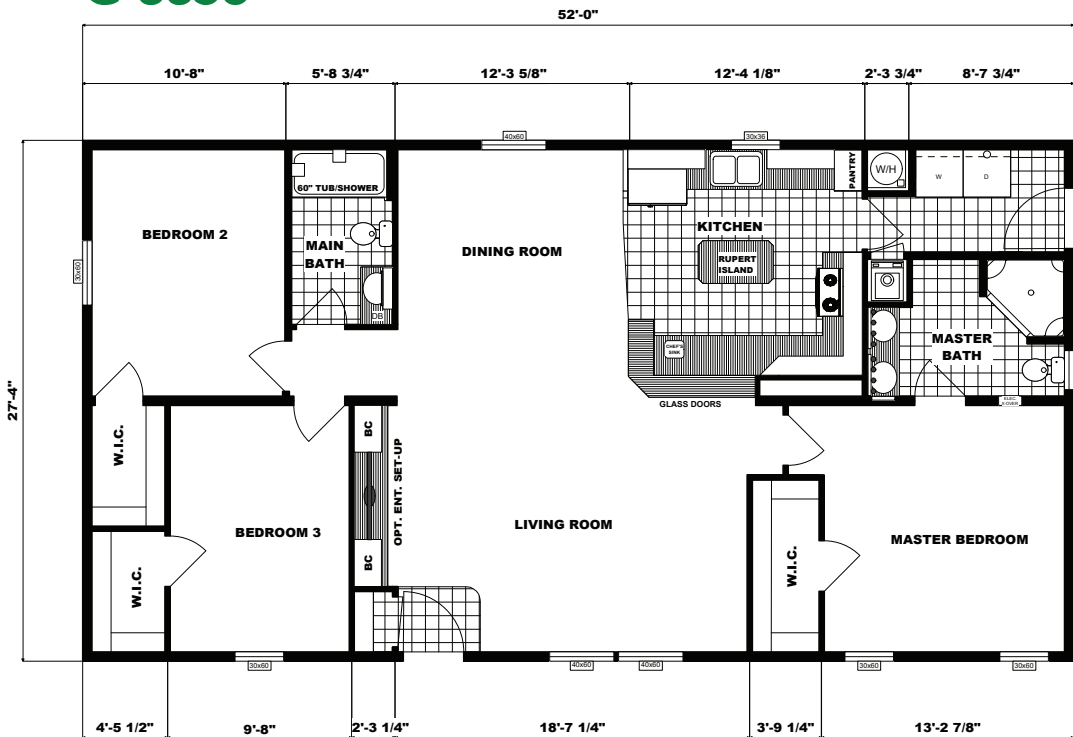 52'-0"
10'-8"
5'-8 3/4"
12'-3 5/8"
12'-4 1/8"
2'-3 3/4"
8'-7 3/4"
40x60
30x36
60" TUB/SHOWER
PANTRY
W/H
W
D
BEDROOM 2
MAIN
BATH
DINING ROOM
KITCHEN
RUPERT
ISLAND
30x60
DB
CHEF'S
SINK
MASTER
BATH
27'-4"
GLASS DOORS
ELEC.
X-OVER
W.I.C.
BC
OPT. ENT. SET-UP
BEDROOM 3
LIVING ROOM
MASTER BEDROOM
W.I.C.
BC
W.I.C.
30x60
40x60
40x60
30x60
30x60
4'-5 1/2"
9'-8"
2'-3 1/4"
18'-7 1/4"
3'-9 1/4"
13'-2 7/8"